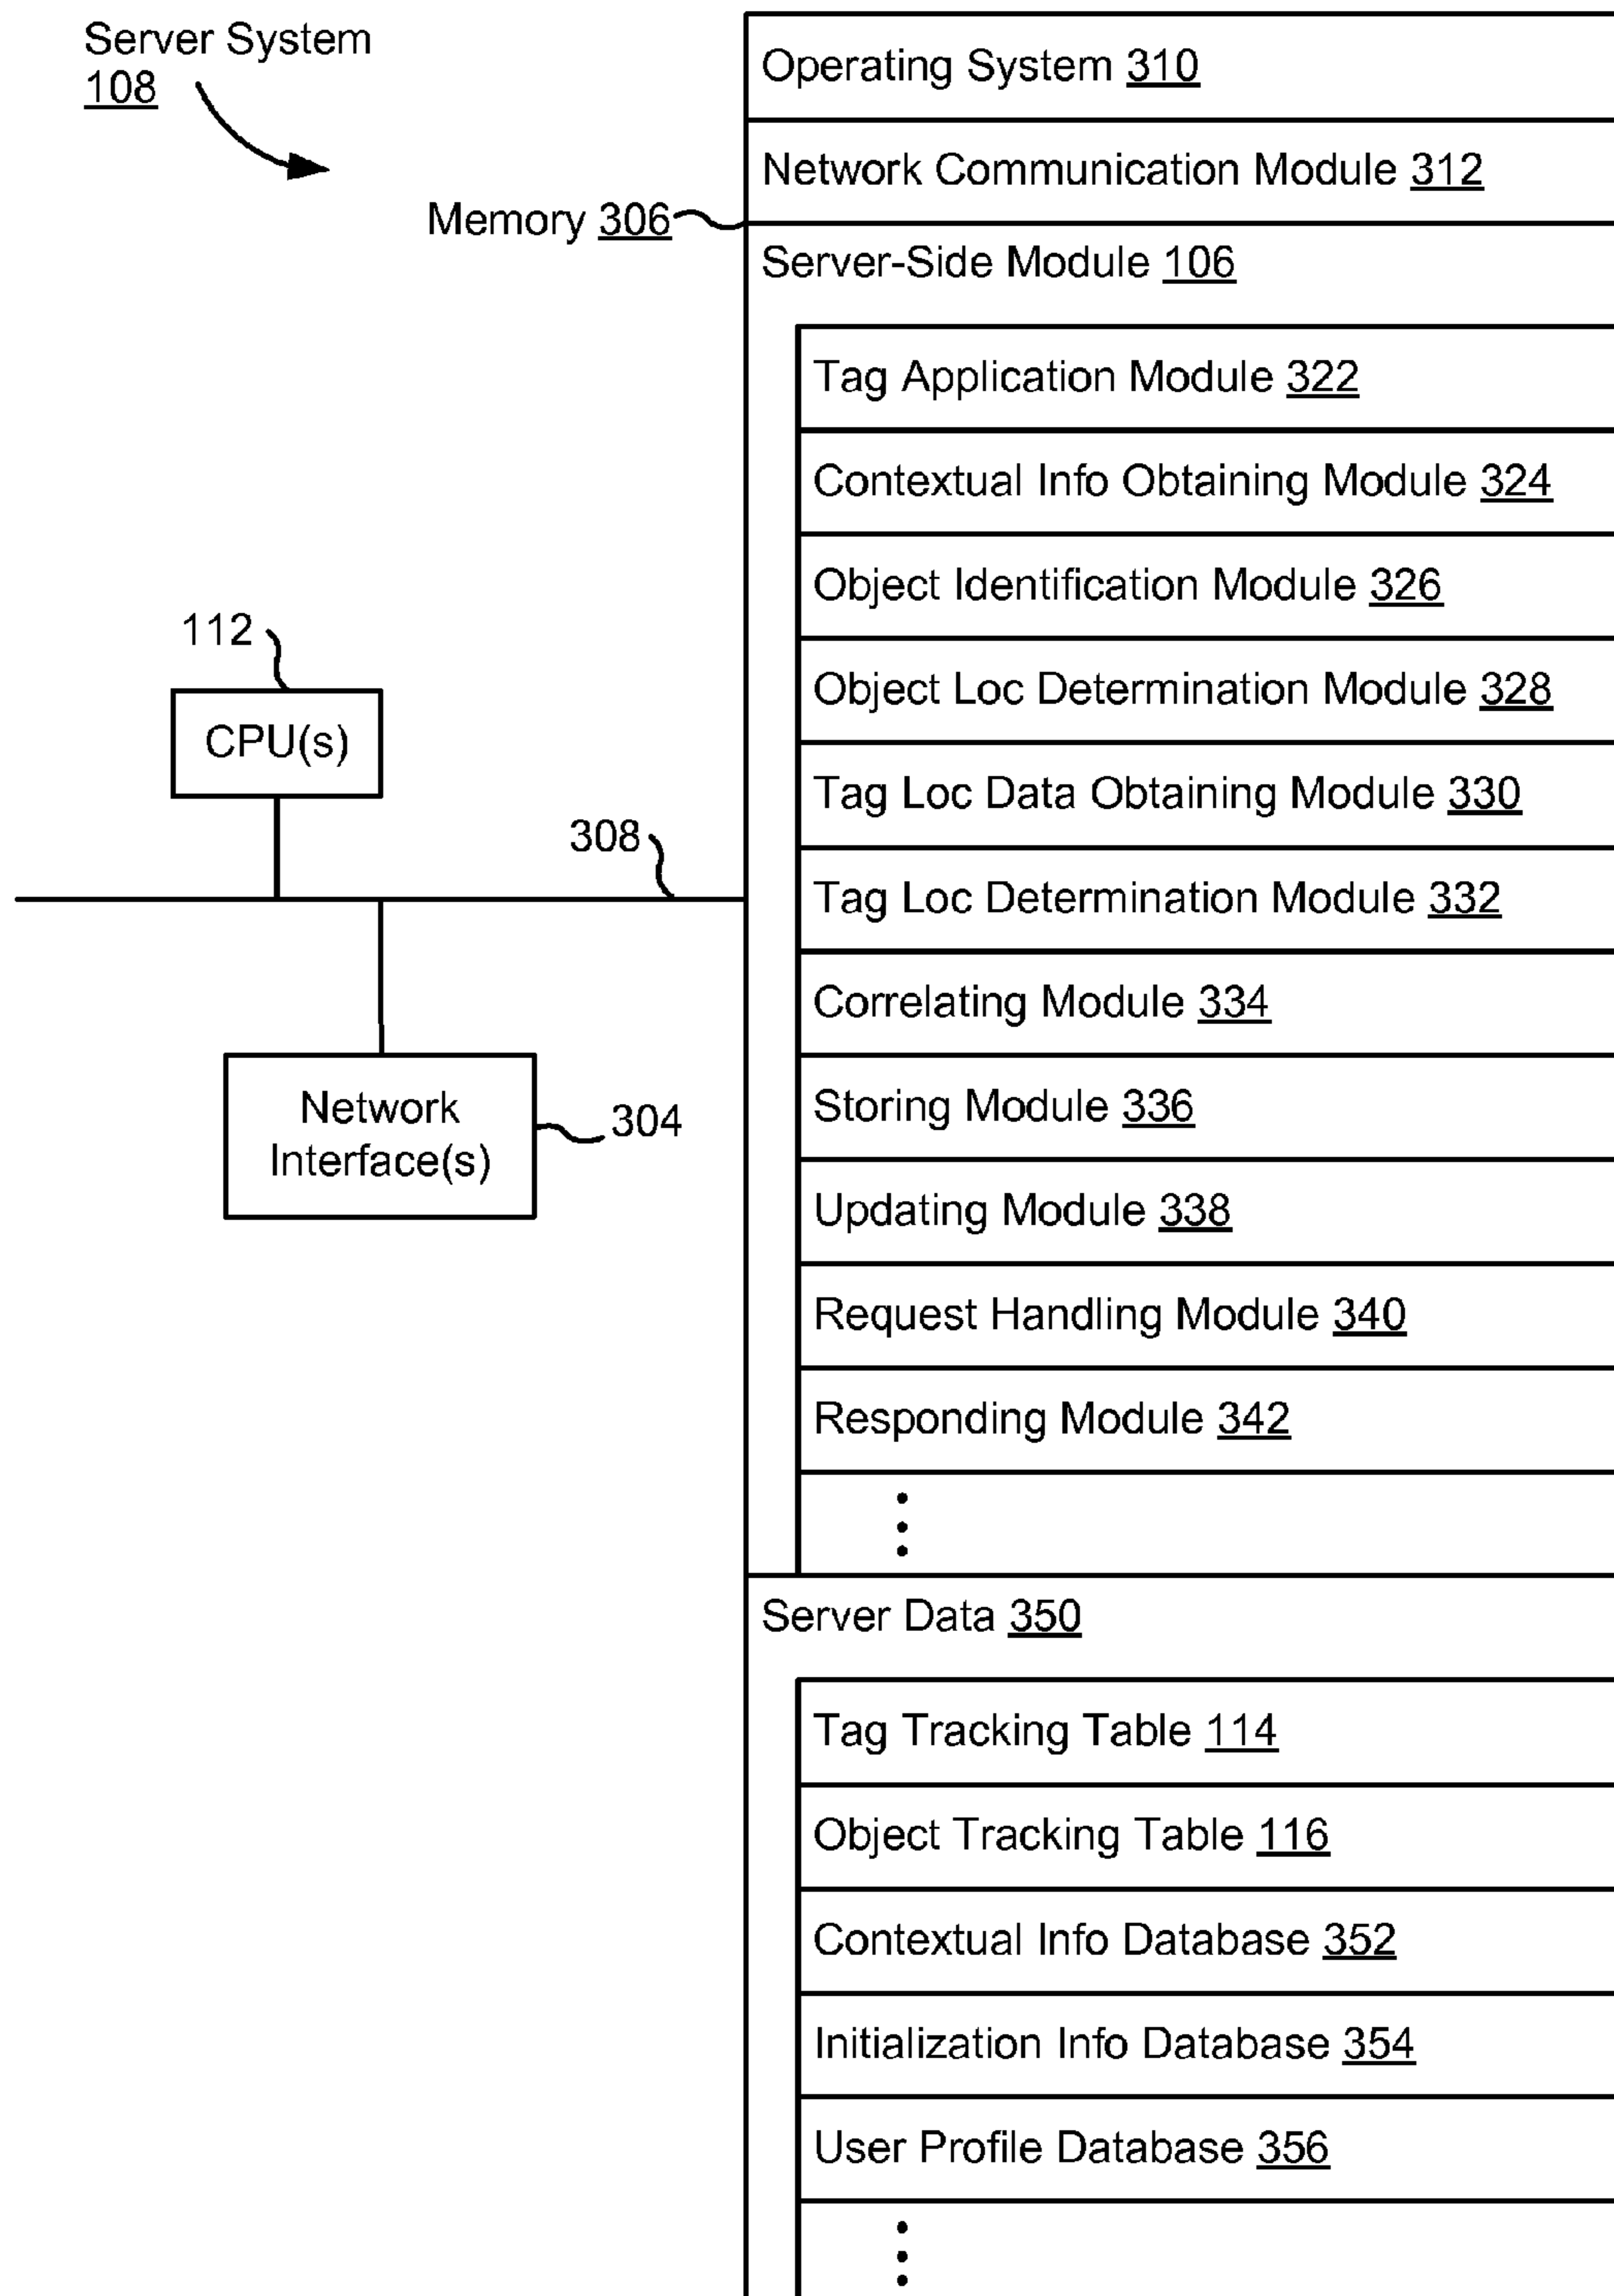 Server System
108
Operating System 310
Network Communication Module 312
Memory 306
Server-Side Module 106
Tag Application Module 322
Contextual Info Obtaining Module 324
Object Identification Module 326
112
CPU(s)
Object Loc Determination Module 328
Tag Loc Data Obtaining Module 330
308
Tag Loc Determination Module 332
Correlating Module 334
Network
Interface(s)
304
Storing Module 336
Updating Module 338
Request Handling Module 340
Responding Module 342
Server Data 350
Tag Tracking Table 114
Object Tracking Table 116
Contextual Info Database 352
Initialization Info Database 354
User Profile Database 356